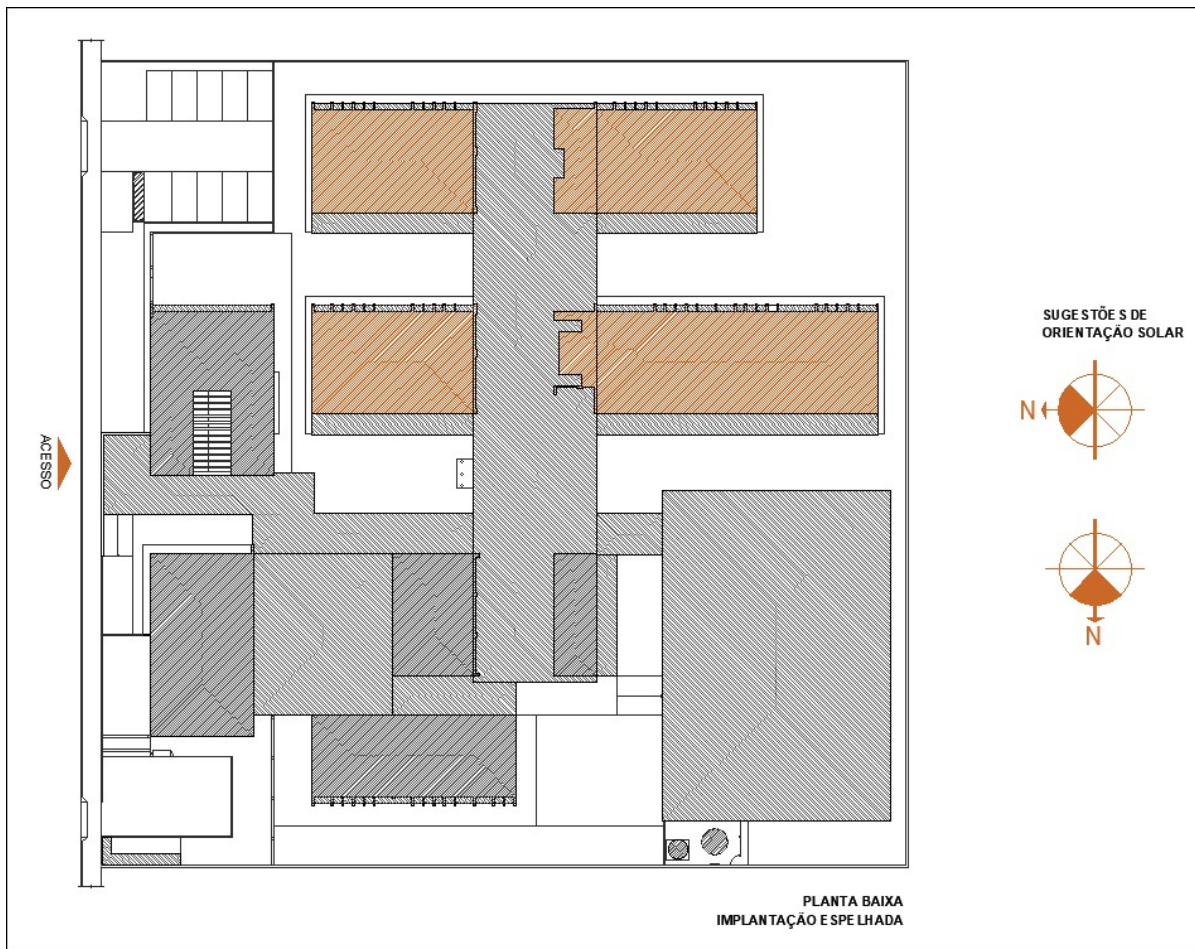 SUGESTÕES DE
ORIENTAÇÃO SOLAR
N
ACESSO
N
PLANTA BAIXA
IMPLANTAÇÃO ESPELHADA